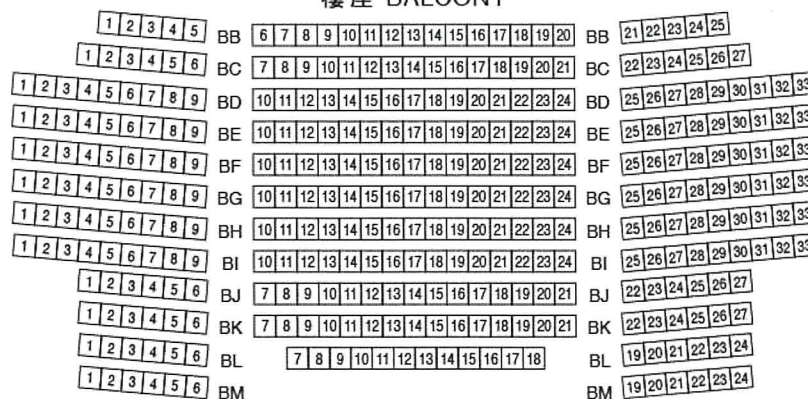 樓座 BALCONY
1 2 3 4 5 BB 6 7 8 9 10 11 12 13 14 15 16 17 18 19 20 BB 21 22 23 24 25
1 2 3 4 5 6 BC 7 8 9 10 11 12 13 14 15 16 17 18 19 20 21 BC 22 23 24 25 26 27
1 2 3 4 5 6 7 8 9 BD 10 11 12 13 14 15 16 17 18 19 20 21 22 23 24 BD 25 26 27 28 29 30 31 32 33
1 2 3 4 5 6 7 8 9 BE 10 11 12 13 14 15 16 17 18 19 20 21 22 23 24 BE 25 26 27 28 29 30 31 32 33
1 2 3 4 5 6 7 8 9 BF 10 11 12 13 14 15 16 17 18 19 20 21 22 23 24 BF 25 26 27 28 29 30 31 32 33
1 2 3 4 5 6 7 8 9 BG 10 11 12 13 14 15 16 17 18 19 20 21 22 23 24 BG 25 26 27 28 29 30 31 32 33
1 2 3 4 5 6 7 8 9 BH 10 11 12 13 14 15 16 17 18 19 20 21 22 23 24 BH 25 26 27 28 29 30 31 32 33
1 2 3 4 5 6 7 8 9 BI 10 11 12 13 14 15 16 17 18 19 20 21 22 23 24 BI 25 26 27 28 29 30 31 32 33
1 2 3 4 5 6 BJ 7 8 9 10 11 12 13 14 15 16 17 18 19 20 21 BJ 22 23 24 25 26 27
1 2 3 4 5 6 BK 7 8 9 10 11 12 13 14 15 16 17 18 19 20 21 BK 22 23 24 25 26 27
1 2 3 4 5 6 BL 7 8 9 10 11 12 13 14 15 16 17 18 BL 19 20 21 22 23 24
1 2 3 4 5 6 BM BM 19 20 21 22 23 24